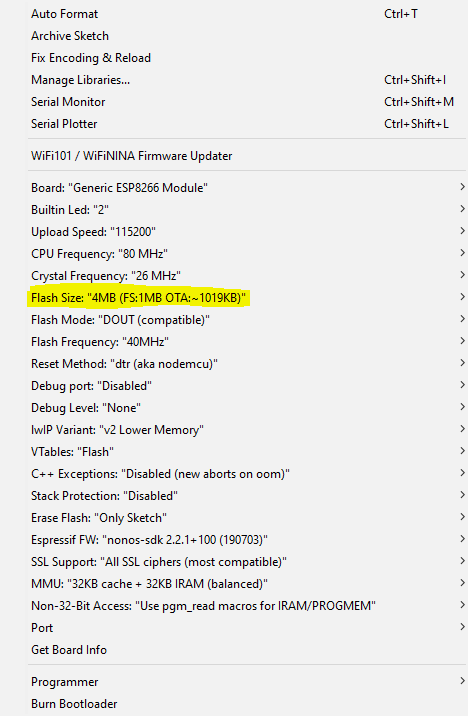 Auto Format Ctrl+T
Archive Sketch
Fix Encoding & Reload
Manage Libraries... Ctrl+Shift+I
Serial Monitor Ctrl+Shift+M
Serial Plotter Ctrl+Shift+L
WiFi101 / WiFiNINA Firmware Updater
Board: "Generic ESP8266 Module"
Builtin Led: "2"
Upload Speed: "115200"
CPU Frequency: "80 MHz"
Crystal Frequency: "26 MHz"
Flash Size: "4MB (FS:1MB OTA:~1019KB)"
Flash Mode: "DOUT (compatible)"
Flash Frequency: "40MHz"
Reset Method: "dtr (aka nodemcu)"
Debug port: "Disabled"
Debug Level: "None"
lwIP Variant: "v2 Lower Memory"
VTables: "Flash"
C++ Exceptions: "Disabled (new aborts on oom)"
Stack Protection: "Disabled"
Erase Flash: "Only Sketch"
Espressif FW: "nonos-sdk 2.2.1+100 (190703)"
SSL Support: "All SSL ciphers (most compatible)"
MMU: "32KB cache + 32KB IRAM (balanced)"
Non-32-Bit Access: "Use pgm_read macros for IRAM/PROGMEM"
Port
Get Board Info
Programmer
Burn Bootloader